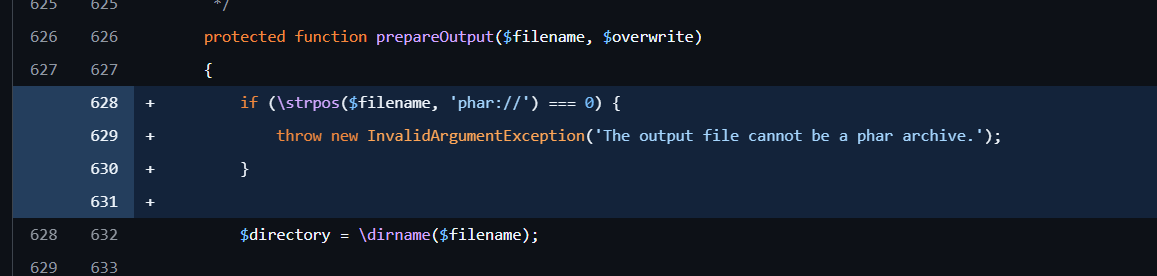 625 625 */
626 626 protected function prepareOutput($filename, $overwrite)
627 627 {
628 + if (\strpos($filename, 'phar://') === 0) {
629 + throw new InvalidArgumentException('The output file cannot be a phar archive.');
630 + }
631 +
628 632 $directory = \dirname($filename);
629 633